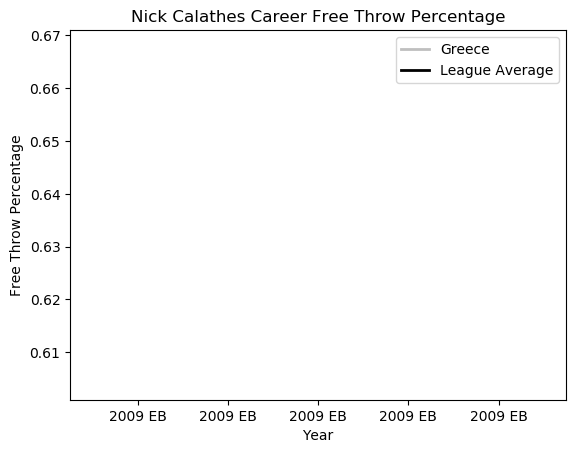 Nick Calathes Career Free Throw Percentage
Greece
League Average
Free Throw Percentage
0.67
0.66
0.65
0.64
0.63
0.62
0.61
2009 EB
2009 EB
2009 EB
2009 EB
2009 EB
Year